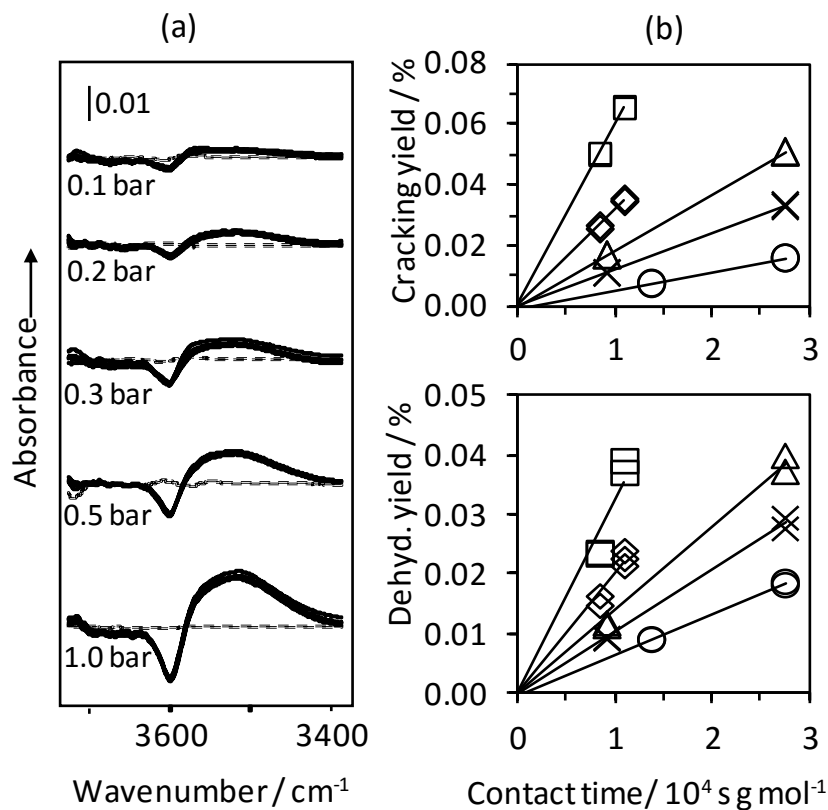 (a)
0.01
0.1 bar
0.2 bar
0.3 bar
0.5 bar
1.0 bar
Absorbance
3600 3400
Wavenumber / cm⁻¹
(b)
0.08
0.06
0.04
0.02
0.00
Cracking yield / %
0 1 2 3
0.05
0.04
0.03
0.02
0.01
0.00
Dehyd. yield / %
0 1 2 3
Contact time/ 10⁴ s g mol⁻¹